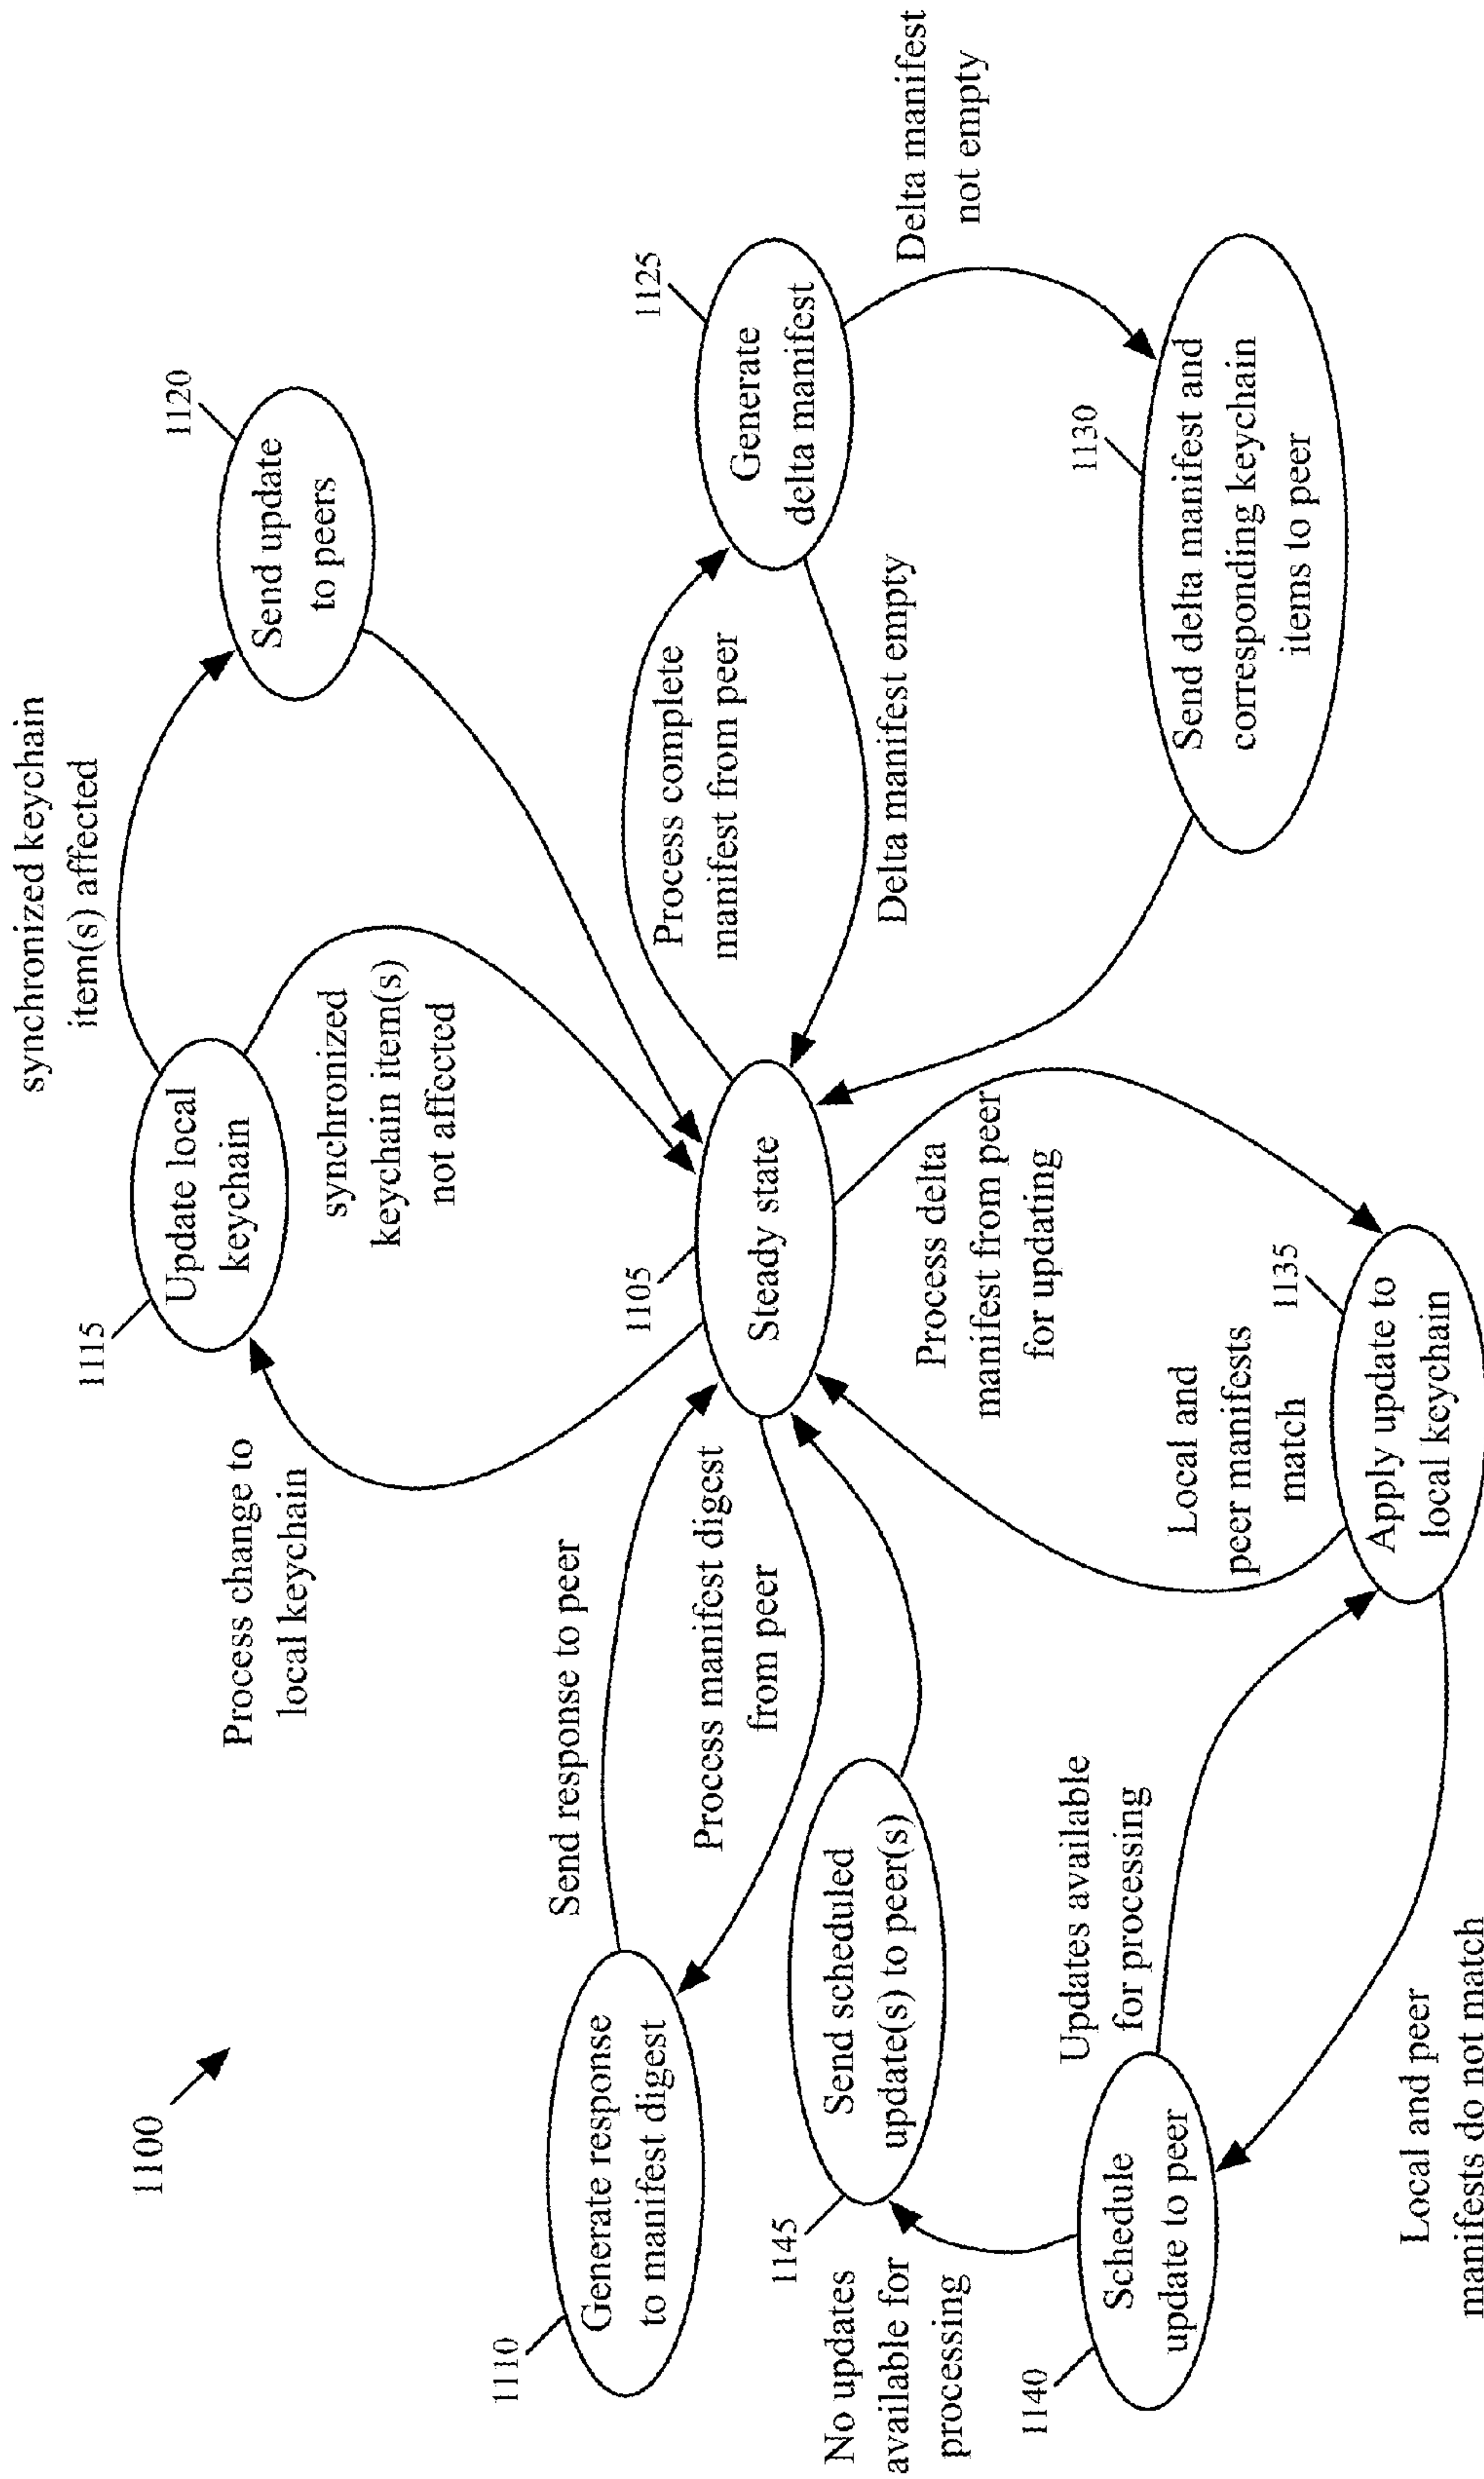 1100
synchronized keychain
item(s) affected
1115
Update local
keychain
1120
Send update
to peers
Process change to
local keychain
synchronized
keychain item(s)
not affected
1110
Generate response
to manifest digest
Send response to peer
Process manifest digest
from peer
1105
Steady state
Process complete
manifest from peer
1125
Generate
delta manifest
Delta manifest empty
Delta manifest
not empty
1145
Send scheduled
update(s) to peer(s)
No updates
available for
processing
Process delta
manifest from peer
for updating
1130
Send delta manifest and
corresponding keychain
items to peer
1140
Schedule
update to peer
Updates available
for processing
Local and
peer manifests
match
1135
Apply update to
local keychain
Local and peer
manifests do not match